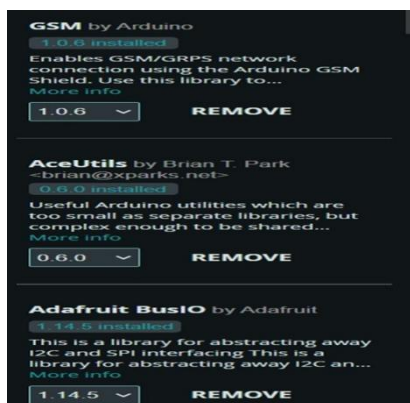 GSM by Arduino
1.0.6 installed
Enables GSM/GRPS network
connection using the Arduino GSM
Shield. Use this library to...
More info
1.0.6 REMOVE
AceUtils by Brian T. Park
<brian@xparks.net>
0.6.0 installed
Useful Arduino utilities which are
too small as separate libraries, but
complex enough to be shared...
More info
0.6.0 REMOVE
Adafruit BusIO by Adafruit
1.14.5 installed
This is a library for abstracting away
I2C and SPI interfacing This is a
library for abstracting away I2C an...
More info
1.14.5 REMOVE